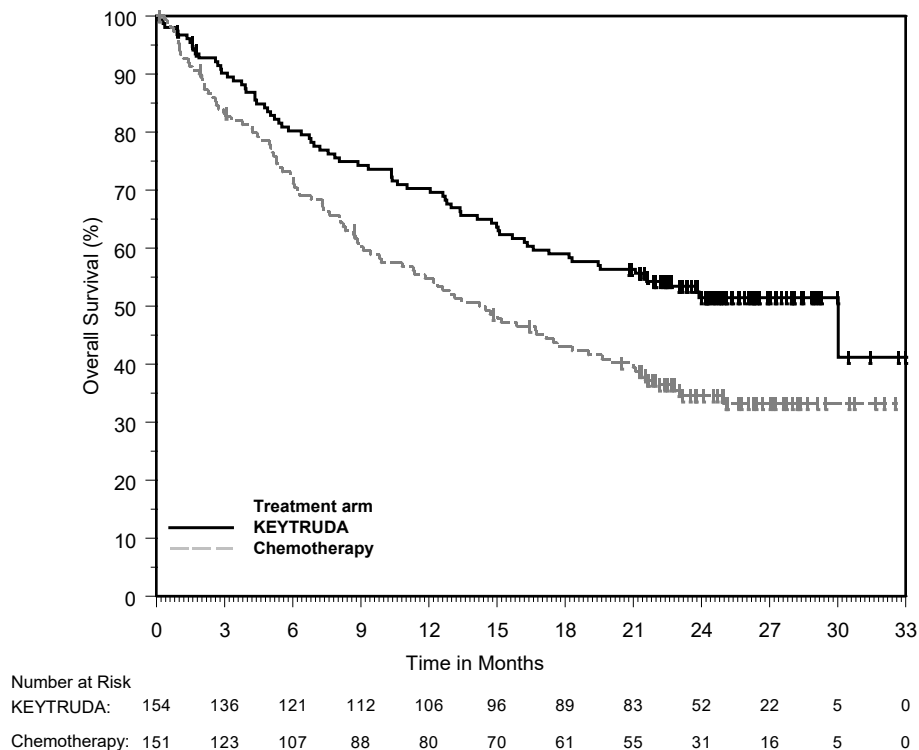 100
90
80
70
60
50
40
30
20
10
0
Overall Survival (%)
Treatment arm
KEYTRUDA
Chemotherapy
0 3 6 9 12 15 18 21 24 27 30 33
Time in Months
Number at Risk
KEYTRUDA: 154 136 121 112 106 96 89 83 52 22 5 0
Chemotherapy: 151 123 107 88 80 70 61 55 31 16 5 0